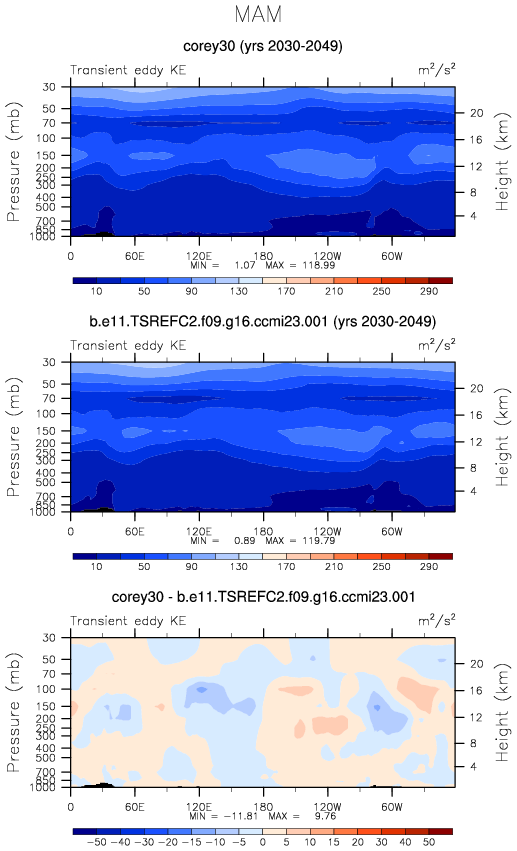 MAM
corey30 (yrs 2030-2049)
Transient eddy KE m²/s²
30
50
70
100
150
200
250
300
400
500
700
850
1000
Pressure (mb)
20
16
12
8
4
Height (km)
0 60E 120E 180 120W 60W
MIN = 1.07 MAX = 118.99
10 50 90 130 170 210 250 290
b.e11.TSREFC2.f09.g16.ccmi23.001 (yrs 2030-2049)
Transient eddy KE m²/s²
30
50
70
100
150
200
250
300
400
500
700
850
1000
Pressure (mb)
20
16
12
8
4
Height (km)
0 60E 120E 180 120W 60W
MIN = 0.89 MAX = 119.79
10 50 90 130 170 210 250 290
corey30 - b.e11.TSREFC2.f09.g16.ccmi23.001
Transient eddy KE m²/s²
30
50
70
100
150
200
250
300
400
500
700
850
1000
Pressure (mb)
20
16
12
8
4
Height (km)
0 60E 120E 180 120W 60W
MIN = −11.81 MAX = 9.76
−50 −40 −30 −20 −15 −10 −5 0 5 10 15 20 30 40 50